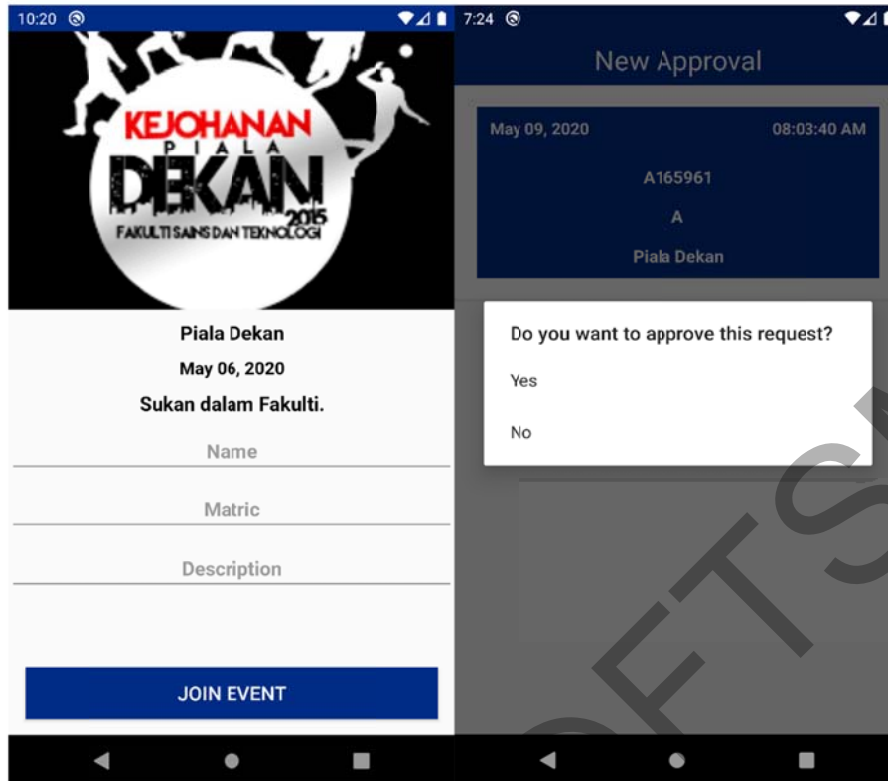 10:20
KEJOHANAN
PIALA
DEKAN
2015
FAKULTI SAINS DAN TEKNOLOGI
Piala Dekan
May 06, 2020
Sukan dalam Fakulti.
Name
Matric
Description
JOIN EVENT
7:24
New Approval
May 09, 2020 08:03:40 AM
A165961
A
Piala Dekan
Do you want to approve this request?
Yes
No